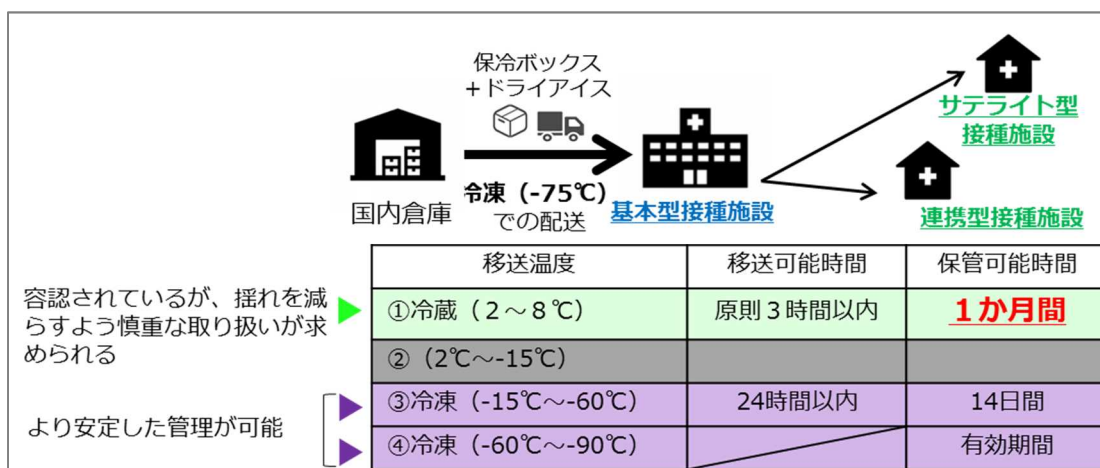 保冷ボックス
＋ドライアイス
国内倉庫
冷凍（-75℃）
での配送
基本型接種施設
サテライト型
接種施設
連携型接種施設
移送温度 移送可能時間 保管可能時間
容認されているが、揺れを減
らすよう慎重な取り扱いが求
められる
①冷蔵（２～８℃） 原則３時間以内 １か月間
②（2℃～-15℃）
より安定した管理が可能
③冷凍（-15℃～-60℃） 24時間以内 14日間
④冷凍（-60℃～-90℃） 有効期間